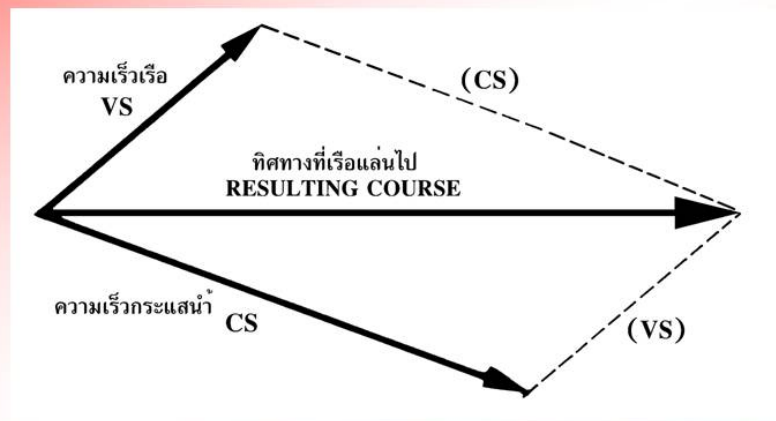 ความเร็วเรือ
VS
(CS)
ทิศทางที่เรือแล่นไป
RESULTING COURSE
ความเร็วกระแสน้ำ
CS
(VS)